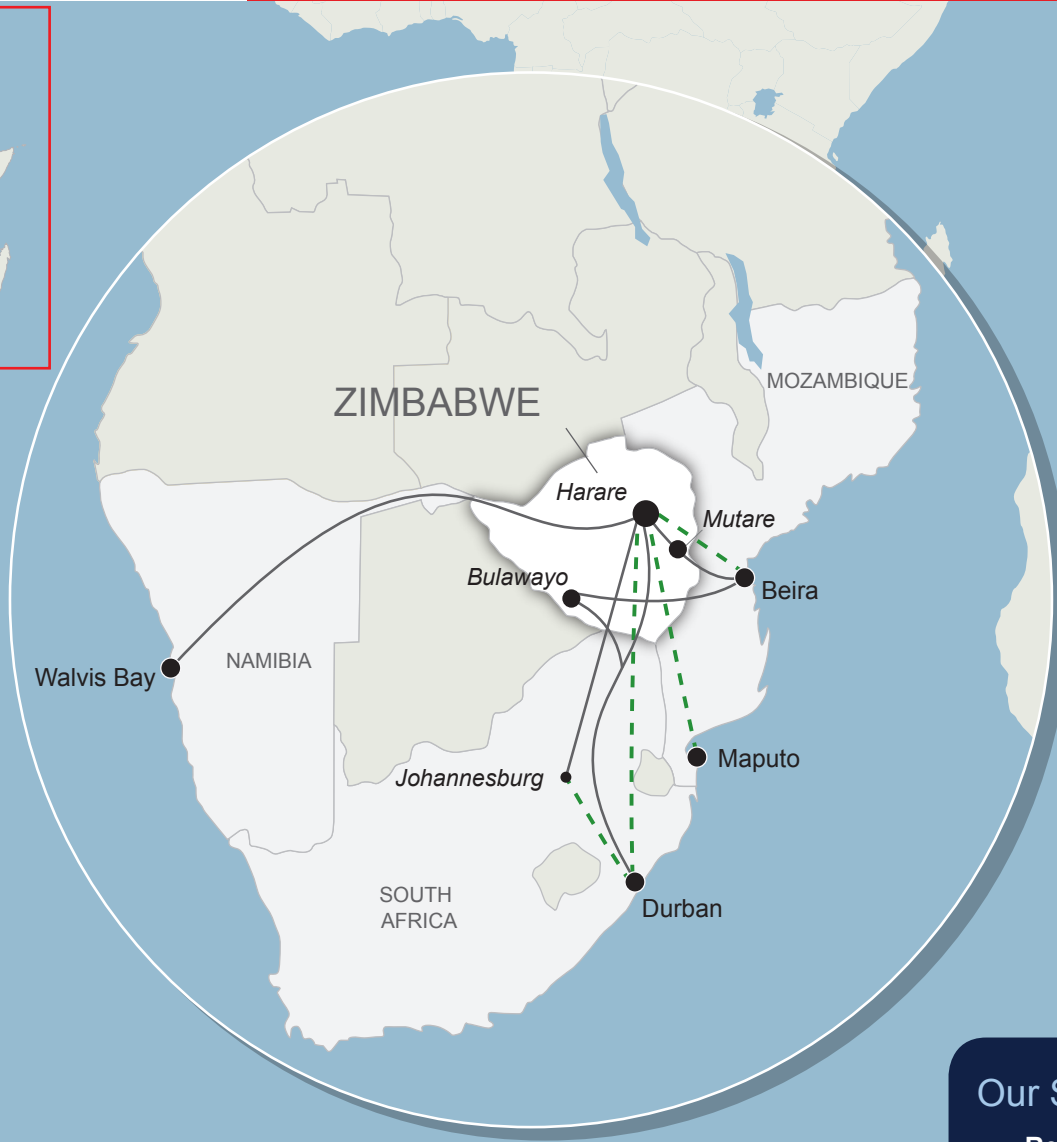 MOZAMBIQUE
ZIMBABWE
Harare
Mutare
Bulawayo
Beira
NAMIBIA
Walvis Bay
Maputo
Johannesburg
SOUTH
AFRICA
Durban
Our